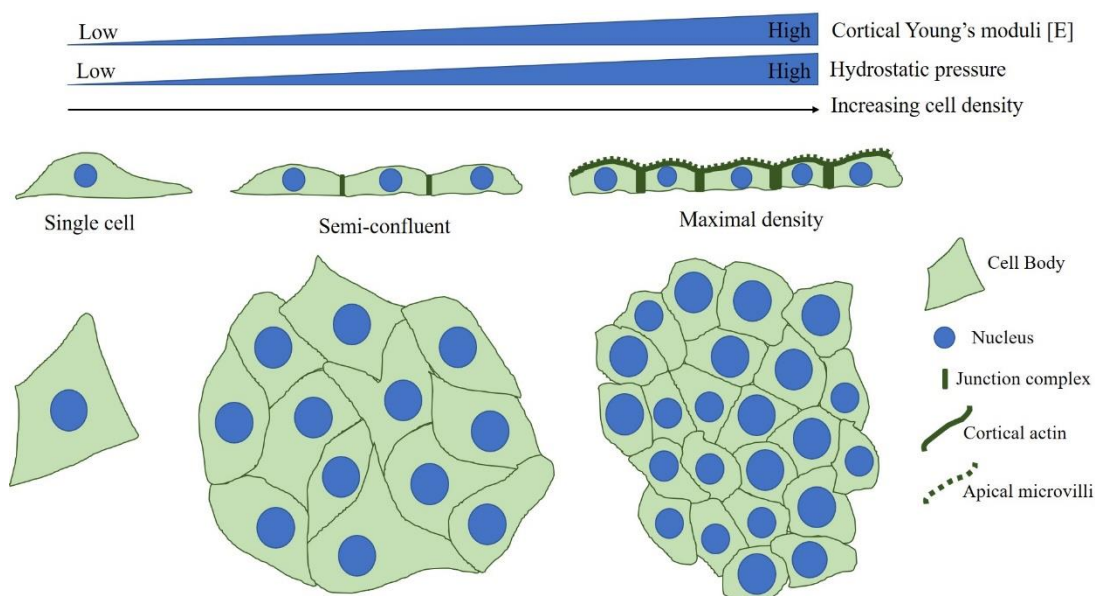 Low High Cortical Young's moduli [E]
Low High Hydrostatic pressure
Increasing cell density
Single cell
Semi-confluent
Maximal density
Cell Body
Nucleus
Junction complex
Cortical actin
Apical microvilli